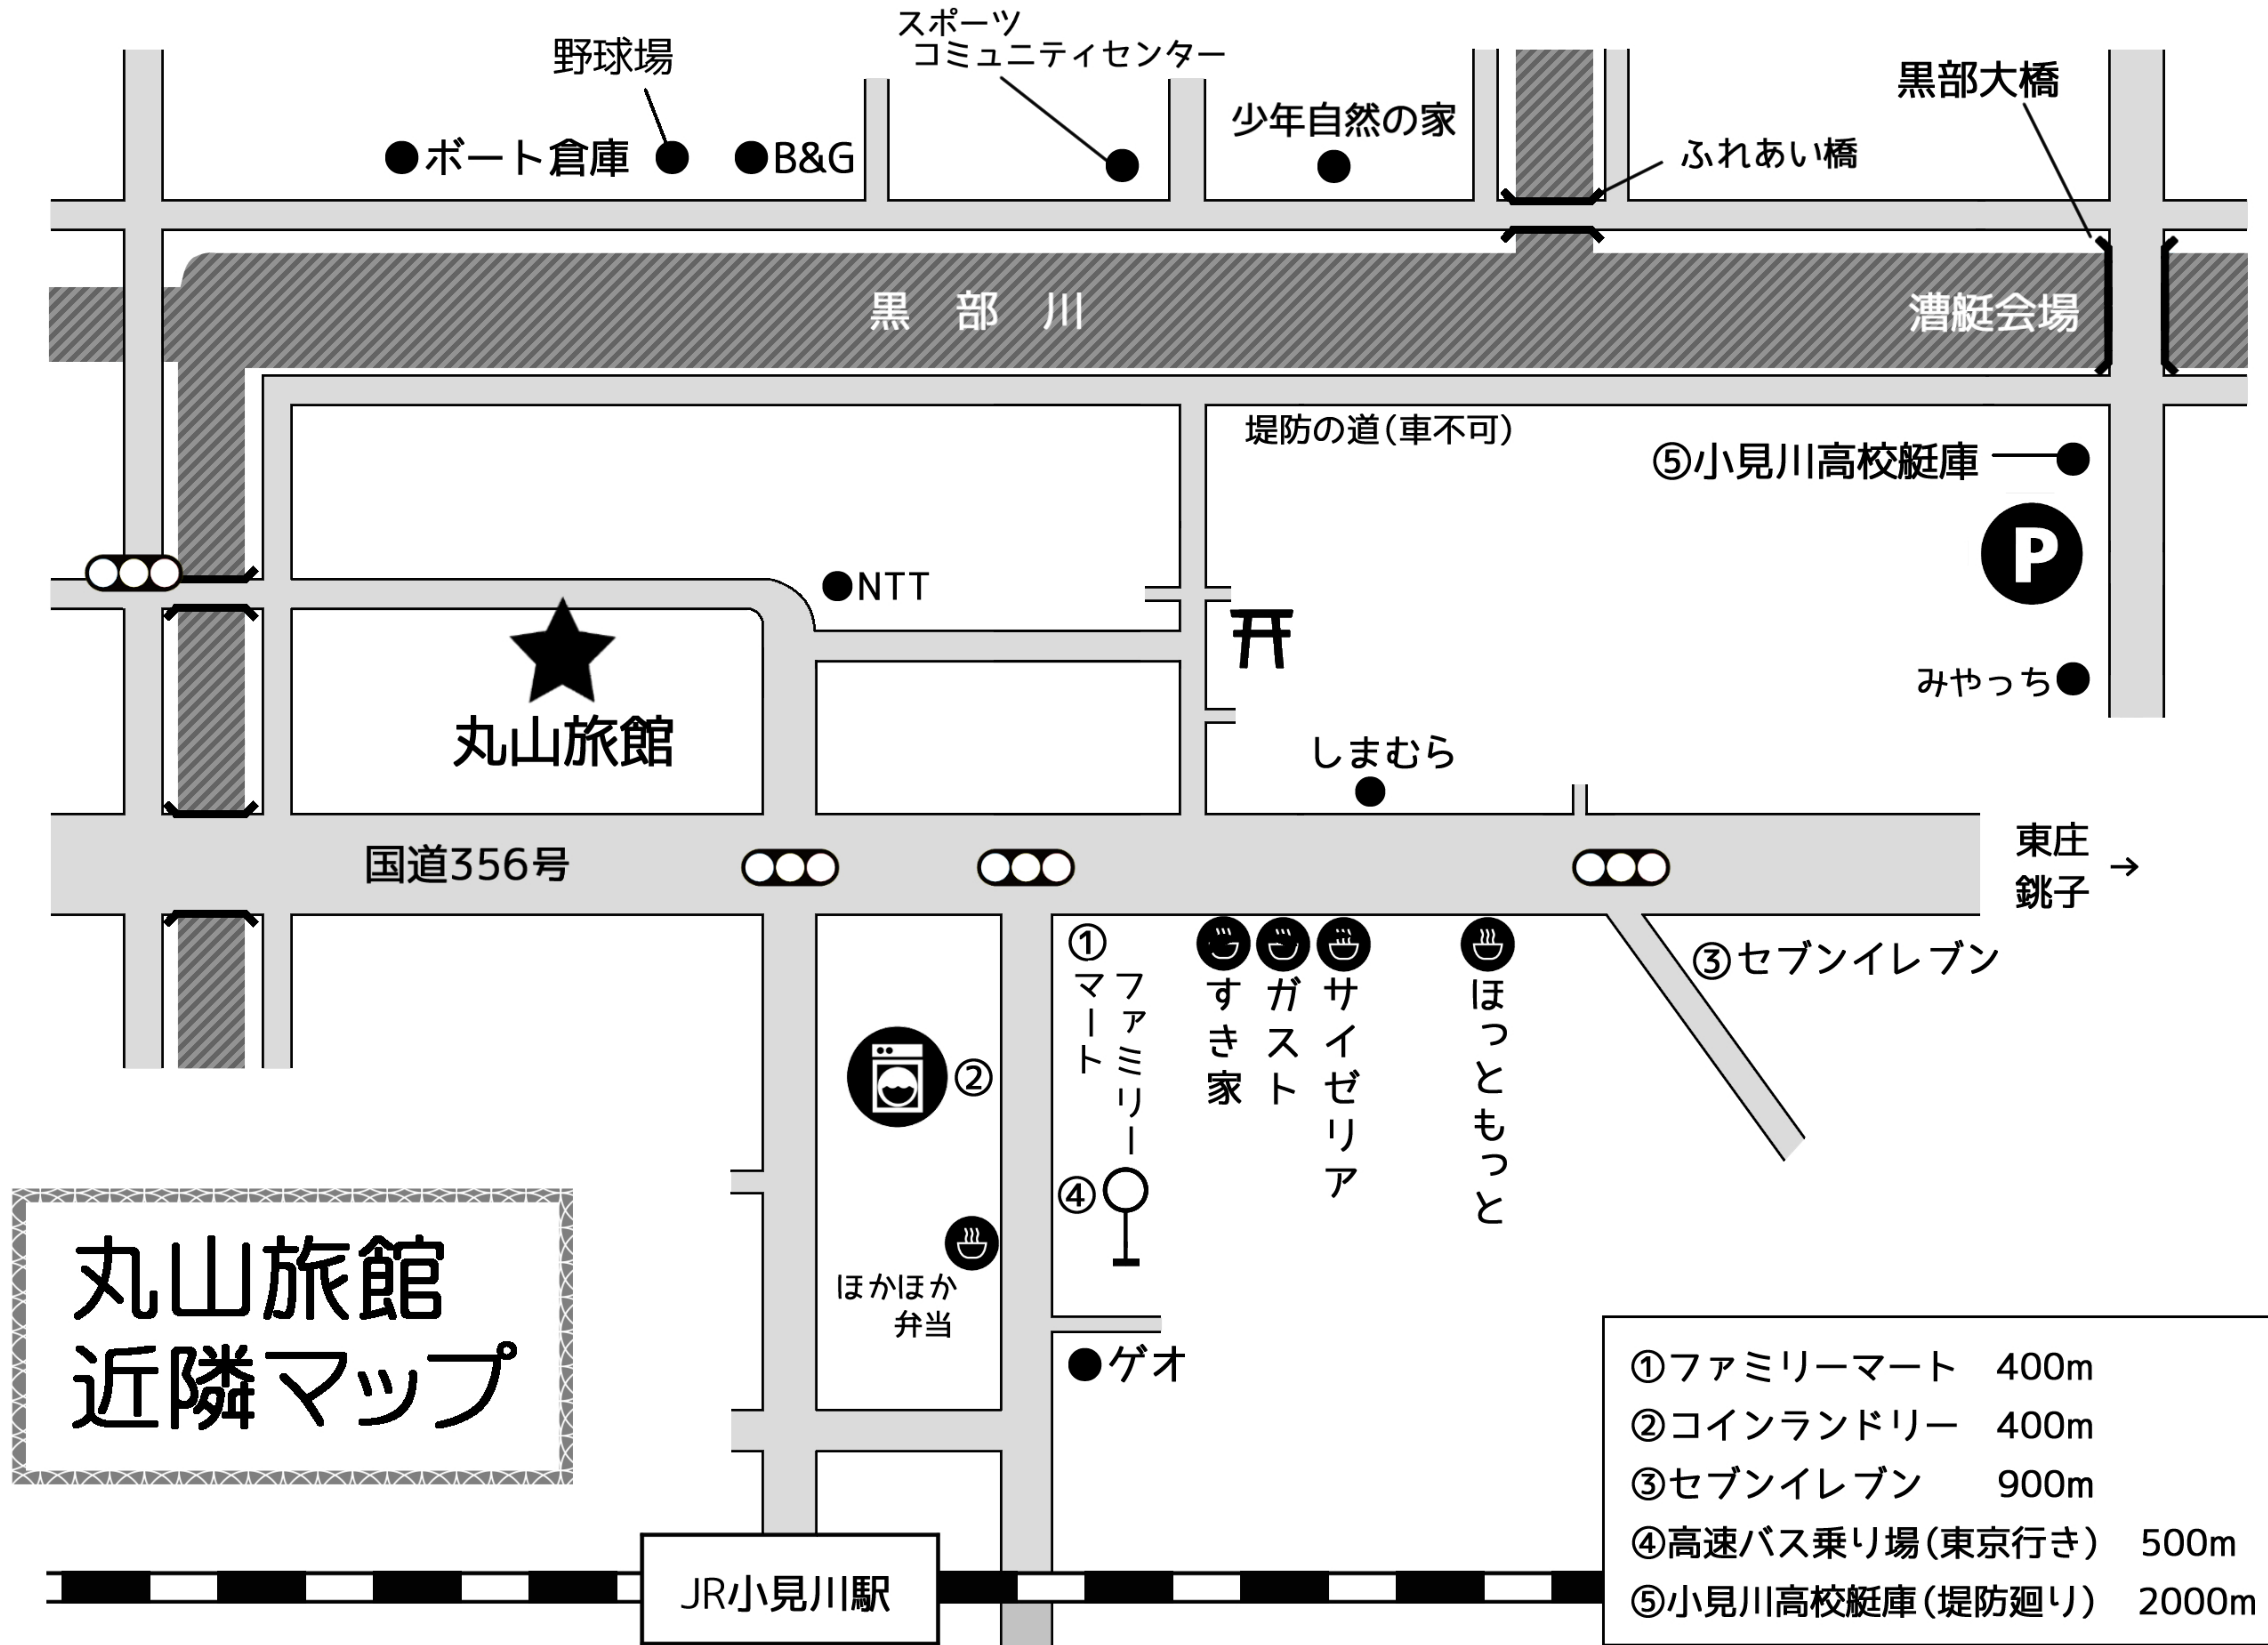 スポーツ
コミュニティセンター
野球場
黒部大橋
少年自然の家
ふれあい橋
ボート倉庫
B&G
黒 部 川
漕艇会場
堤防の道(車不可)
⑤小見川高校艇庫
P
NTT
みやっち
丸山旅館
しまむら
国道356号
東庄 →
銚子
①
ファミリー
マート
すき家
ガスト
サイゼリア
ほっともっと
③セブンイレブン
②
④
ほかほか
弁当
ゲオ
丸山旅館
近隣マップ
JR小見川駅
①ファミリーマート 400m
②コインランドリー 400m
③セブンイレブン 900m
④高速バス乗り場(東京行き) 500m
⑤小見川高校艇庫(堤防廻り) 2000m